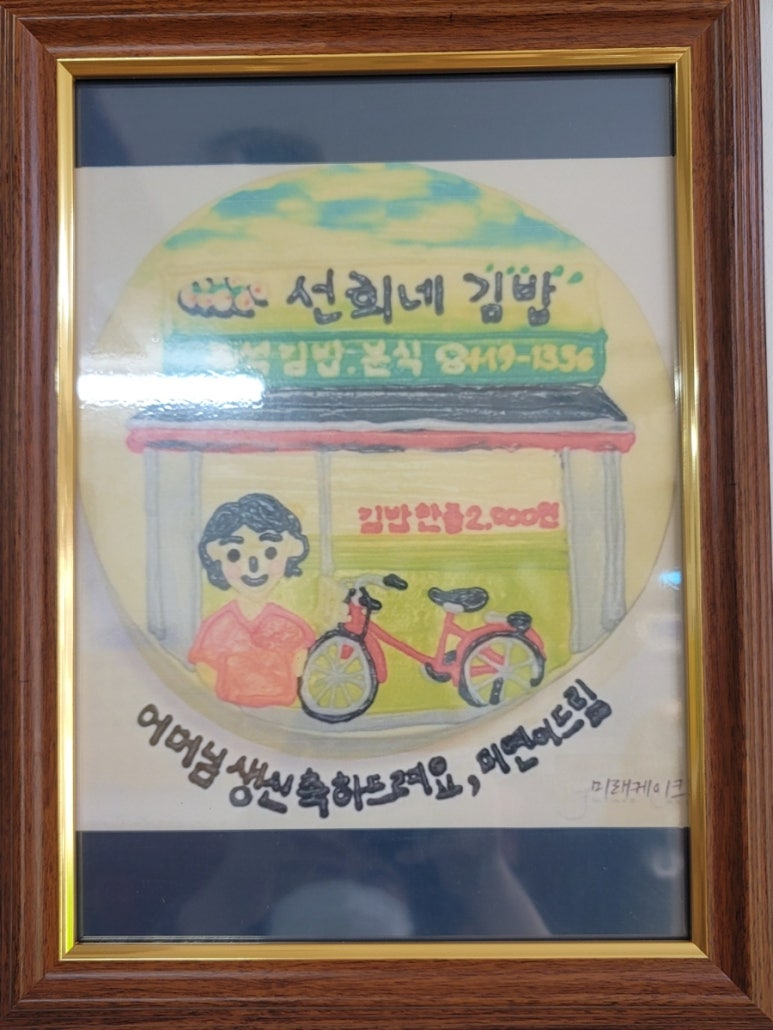 선희네 김밥
김밥.분식 ☎419-1356
김밥한줄2,000원
어머님 생신 축하드려요, 미연이드림
미래케이크